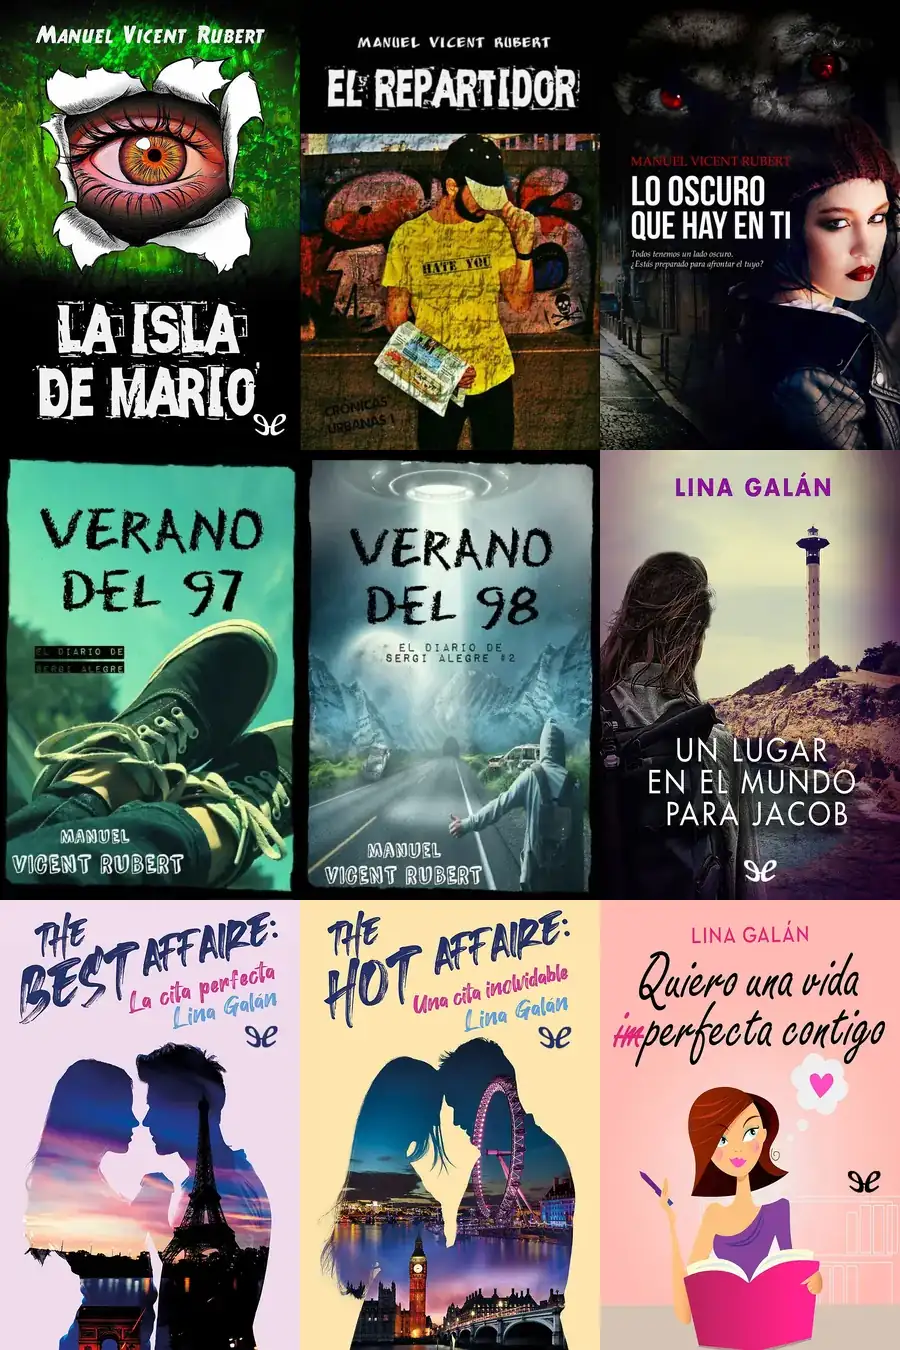 MANUEL VICENT RUBERT
LA ISLA
DE MARIO
MANUEL VICENT RUBERT
EL REPARTIDOR
HATE YOU
CRÓNICAS
URBANAS I
MANUEL VICENT RUBERT
LO OSCURO
QUE HAY EN TI
Todos tenemos un lado oscuro.
¿Estás preparado para afrontar el tuyo?
VERANO
DEL 97
EL DIARIO DE
SERGI ALEGRE
MANUEL
VICENT RUBERT
VERANO
DEL 98
EL DIARIO DE
SERGI ALEGRE #2
MANUEL
VICENT RUBERT
LINA GALÁN
UN LUGAR
EN EL MUNDO
PARA JACOB
THE
BEST AFFAIRE:
La cita perfecta
Lina Galán
THE
HOT AFFAIRE:
Una cita inolvidable
Lina Galán
LINA GALÁN
Quiero una vida
imperfecta contigo